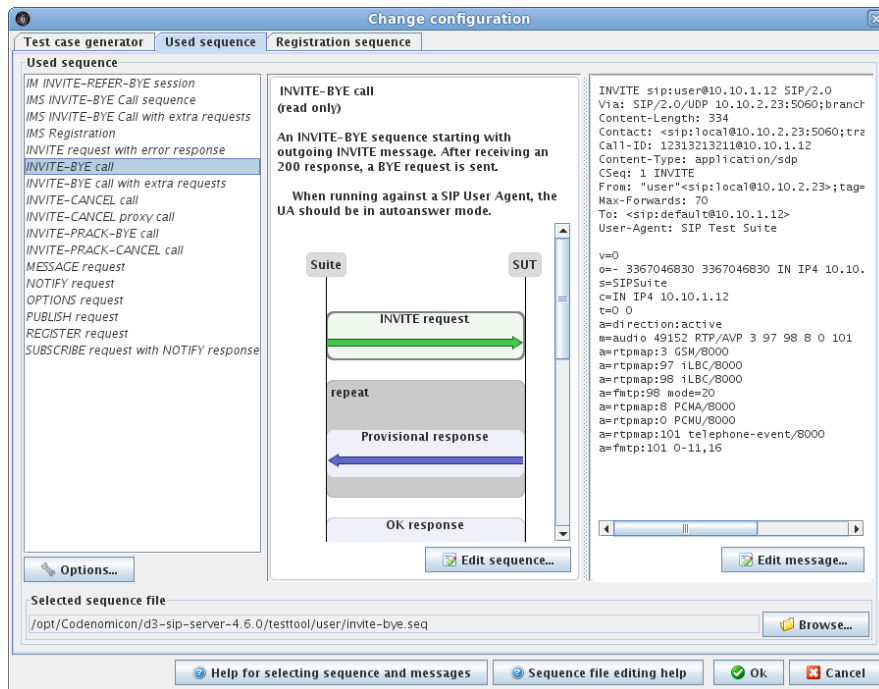 Change configuration
Test case generator
Used sequence
Registration sequence
Used sequence
IM INVITE-REFER-BYE session
IMS INVITE-BYE Call sequence
IMS INVITE-BYE Call with extra requests
IMS Registration
INVITE request with error response
INVITE-BYE call
INVITE-BYE call with extra requests
INVITE-CANCEL call
INVITE-CANCEL proxy call
INVITE-PRACK-BYE call
INVITE-PRACK-CANCEL call
MESSAGE request
NOTIFY request
OPTIONS request
PUBLISH request
REGISTER request
SUBSCRIBE request with NOTIFY response
Options...
INVITE-BYE call
(read only)
An INVITE-BYE sequence starting with
outgoing INVITE message. After receiving an
200 response, a BYE request is sent.
When running against a SIP User Agent, the
UA should be in autoanswer mode.
Suite
SUT
INVITE request
repeat
Provisional response
OK response
Edit sequence...
INVITE sip:user@10.10.1.12 SIP/2.0
Via: SIP/2.0/UDP 10.10.2.23:5060;branch
Content-Length: 334
Contact: <sip:local@10.10.2.23:5060;tra
Call-ID: 12313213211@10.10.1.12
Content-Type: application/sdp
CSeq: 1 INVITE
From: "user"<sip:local@10.10.2.23>;tag=
Max-Forwards: 70
To: <sip:default@10.10.1.12>
User-Agent: SIP Test Suite
v=0
o=- 3367046830 3367046830 IN IP4 10.10.
s=SIPSuite
c=IN IP4 10.10.1.12
t=0 0
a=direction:active
m=audio 49152 RTP/AVP 3 97 98 8 0 101
a=rtpmap:3 GSM/8000
a=rtpmap:97 iLBC/8000
a=rtpmap:98 iLBC/8000
a=fmtp:98 mode=20
a=rtpmap:8 PCMA/8000
a=rtpmap:0 PCMU/8000
a=rtpmap:101 telephone-event/8000
a=fmtp:101 0-11,16
Edit message...
Selected sequence file
/opt/Codenomicon/d3-sip-server-4.6.0/testtool/user/invite-bye.seq
Browse...
Help for selecting sequence and messages
Sequence file editing help
Ok
Cancel